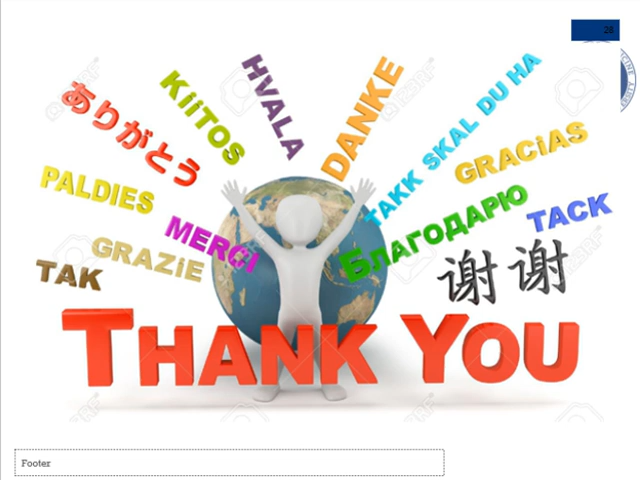 28
ありがとう
KiiTOS
HVALA
DANKE
TAKK SKAL DU HA
GRACiAS
PALDIES
MERCi
БЛАГОДАРЮ
TACK
GRAZiE
TAK
谢谢
THANK YOU
Footer